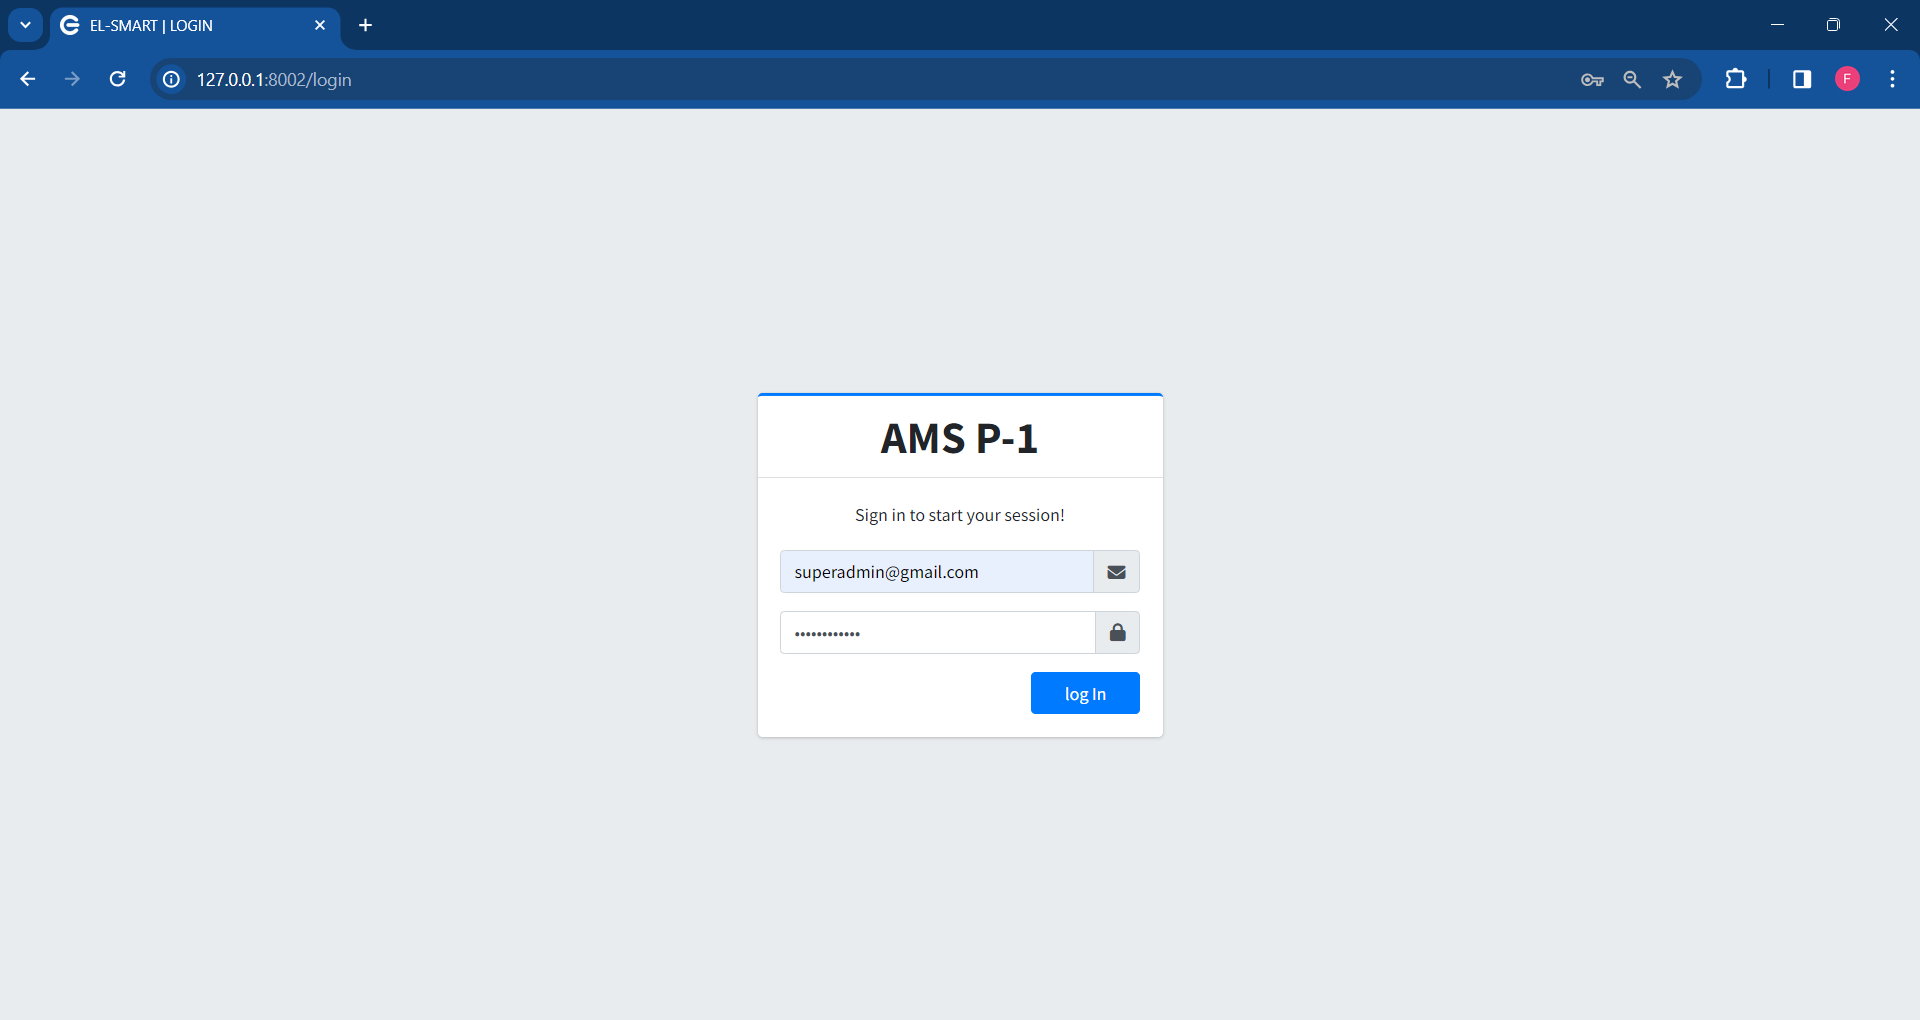 EL-SMART | LOGIN
127.0.0.1:8002/login
F
AMS P-1
Sign in to start your session!
superadmin@gmail.com
••••••••••••
log In